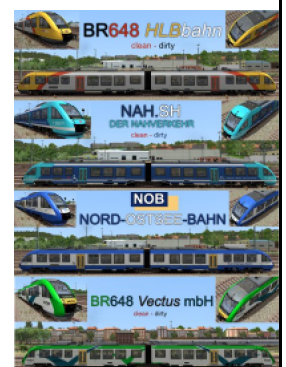 BR648 HLBbahn
clean - dirty
NAH.SH
DER NAHVERKEHR
clean - dirty
NOB
NORD-OSTSEE-BAHN
BR648 Vectus mbH
clean - dirty